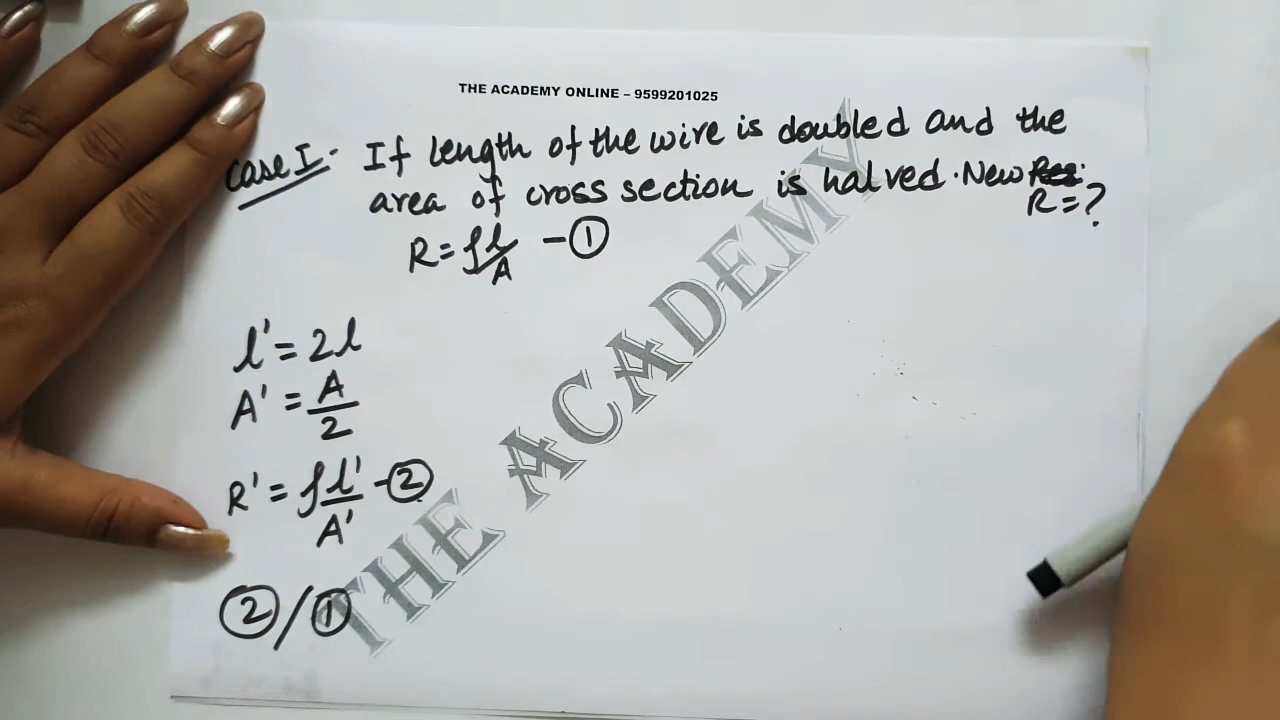 THE ACADEMY ONLINE – 9599201025
Case I. If length of the wire is doubled and the
area of cross section is halved. New
R=?
R=ρl/A –①
l'=2l
A'=A/2
R'=ρl'/A' –②
②/①
THE ACADEMY